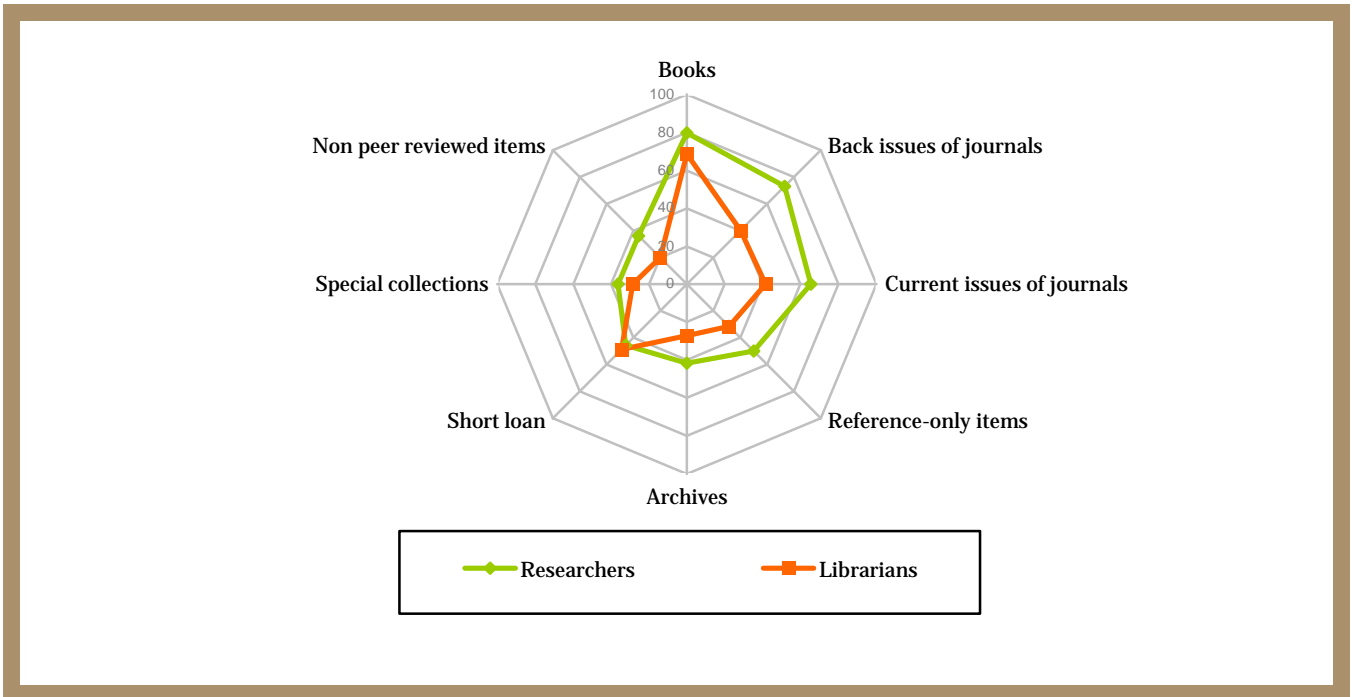 Books
100
80
60
40
20
0
Non peer reviewed items
Back issues of journals
Special collections
Current issues of journals
Short loan
Reference-only items
Archives
Researchers
Librarians